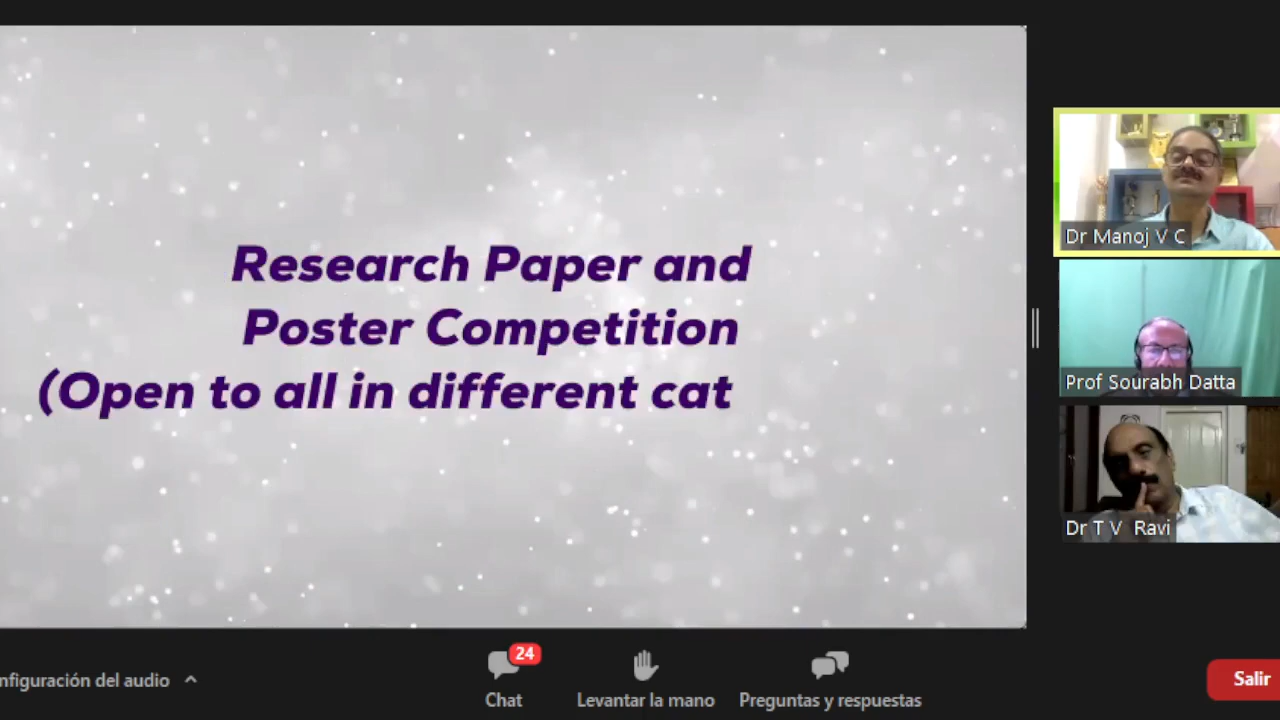 Research Paper and
Poster Competition
(Open to all in different cat
Dr Manoj V C
Prof Sourabh Datta
Dr T V Ravi
nfiguración del audio
24
Chat
Levantar la mano
Preguntas y respuestas
Salir